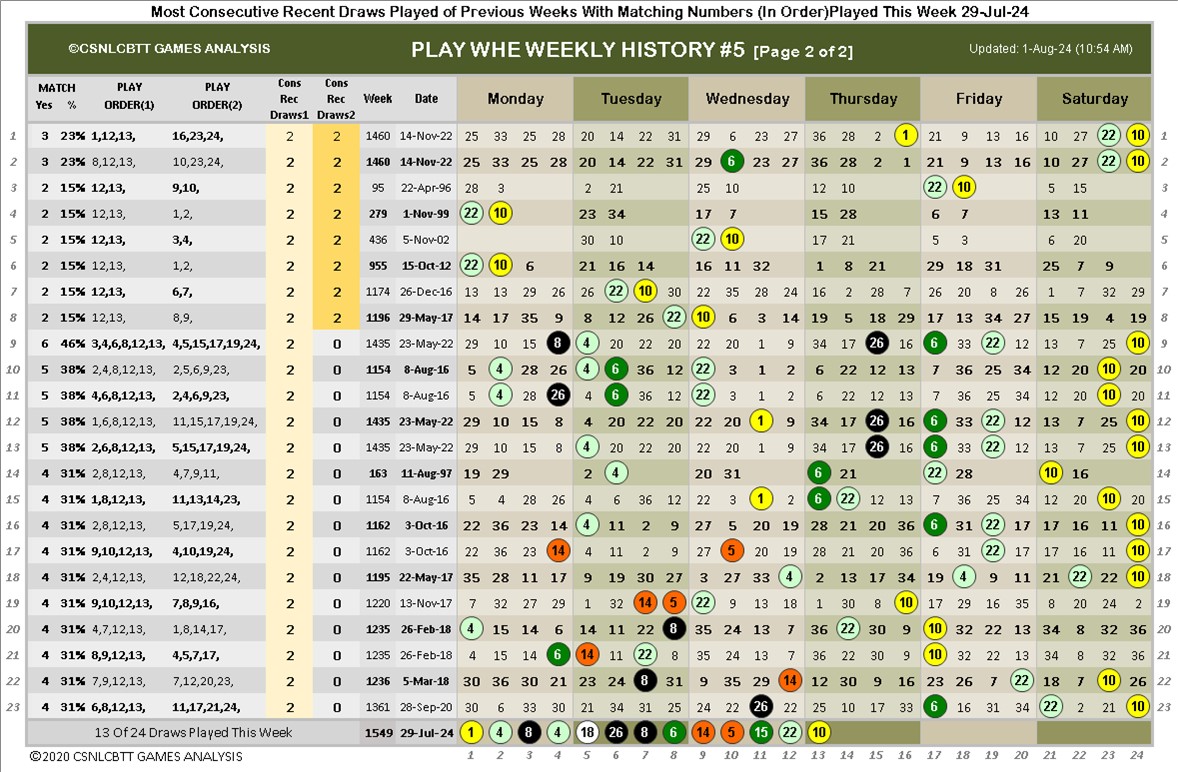 Most Consecutive Recent Draws Played of Previous Weeks With Matching Numbers (In Order)Played This Week 29-Jul-24
©CSNLCBTT GAMES ANALYSIS PLAY WHE WEEKLY HISTORY #5 [Page 2 of 2] Updated: 1-Aug-24 (10:54 AM)
MATCH Yes % PLAY ORDER(1) PLAY ORDER(2) Cons Rec Draws1 Cons Rec Draws2 Week Date Monday Tuesday Wednesday Thursday Friday Saturday
1 3 23% 1,12,13, 16,23,24, 2 2 1460 14-Nov-22 25 33 25 28 20 14 22 31 29 6 23 27 36 28 2 1 21 9 13 16 10 27 22 10 1
2 3 23% 8,12,13, 10,23,24, 2 2 1460 14-Nov-22 25 33 25 28 20 14 22 31 29 6 23 27 36 28 2 1 21 9 13 16 10 27 22 10 2
3 2 15% 12,13, 9,10, 2 2 95 22-Apr-96 28 3 2 21 25 10 12 10 22 10 5 15 3
4 2 15% 12,13, 1,2, 2 2 279 1-Nov-99 22 10 23 34 17 7 15 28 6 7 13 11 4
5 2 15% 12,13, 3,4, 2 2 436 5-Nov-02 30 10 22 10 17 21 5 3 6 20 5
6 2 15% 12,13, 1,2, 2 2 955 15-Oct-12 22 10 6 21 16 14 16 11 32 1 8 21 29 18 31 25 7 9 6
7 2 15% 12,13, 6,7, 2 2 1174 26-Dec-16 13 13 29 26 26 22 10 30 22 35 28 24 16 2 28 7 26 20 8 26 1 7 32 29 7
8 2 15% 12,13, 8,9, 2 2 1196 29-May-17 14 17 35 9 8 12 26 22 10 6 3 14 19 5 18 29 17 13 34 27 15 19 4 19 8
9 6 46% 3,4,6,8,12,13, 4,5,15,17,19,24, 2 0 1435 23-May-22 29 10 15 8 4 20 22 20 22 20 1 9 34 17 26 16 6 33 22 12 13 7 25 10 9
10 5 38% 2,4,8,12,13, 2,5,6,9,23, 2 0 1154 8-Aug-16 5 4 28 26 4 6 36 12 22 3 1 2 6 22 12 13 7 36 25 34 12 20 10 20 10
11 5 38% 4,6,8,12,13, 2,4,6,9,23, 2 0 1154 8-Aug-16 5 4 28 26 4 6 36 12 22 3 1 2 6 22 12 13 7 36 25 34 12 20 10 20 11
12 5 38% 1,6,8,12,13, 11,15,17,19,24, 2 0 1435 23-May-22 29 10 15 8 4 20 22 20 22 20 1 9 34 17 26 16 6 33 22 12 13 7 25 10 12
13 5 38% 2,6,8,12,13, 5,15,17,19,24, 2 0 1435 23-May-22 29 10 15 8 4 20 22 20 22 20 1 9 34 17 26 16 6 33 22 12 13 7 25 10 13
14 4 31% 2,8,12,13, 4,7,9,11, 2 0 163 11-Aug-97 19 29 2 4 20 31 6 21 22 28 10 16 14
15 4 31% 1,8,12,13, 11,13,14,23, 2 0 1154 8-Aug-16 5 4 28 26 4 6 36 12 22 3 1 2 6 22 12 13 7 36 25 34 12 20 10 20 15
16 4 31% 2,8,12,13, 5,17,19,24, 2 0 1162 3-Oct-16 22 36 23 14 4 11 2 9 27 5 20 19 28 21 20 36 6 31 22 17 17 16 11 10 16
17 4 31% 9,10,12,13, 4,10,19,24, 2 0 1162 3-Oct-16 22 36 23 14 4 11 2 9 27 5 20 19 28 21 20 36 6 31 22 17 17 16 11 10 17
18 4 31% 2,4,12,13, 12,18,22,24, 2 0 1195 22-May-17 35 28 11 17 9 19 30 27 3 27 33 4 2 13 17 34 19 4 9 11 21 22 22 10 18
19 4 31% 9,10,12,13, 7,8,9,16, 2 0 1220 13-Nov-17 7 32 27 29 1 32 14 5 22 9 13 18 1 30 8 10 17 29 16 35 8 20 24 2 19
20 4 31% 4,7,12,13, 1,8,14,17, 2 0 1235 26-Feb-18 4 15 14 6 14 11 22 8 35 24 13 7 36 22 30 9 10 32 22 13 34 8 32 36 20
21 4 31% 8,9,12,13, 4,5,7,17, 2 0 1235 26-Feb-18 4 15 14 6 14 11 22 8 35 24 13 7 36 22 30 9 10 32 22 13 34 8 32 36 21
22 4 31% 7,9,12,13, 7,12,20,23, 2 0 1236 5-Mar-18 30 36 30 21 23 24 8 31 9 35 29 14 12 30 9 16 23 26 7 22 18 7 10 26 22
23 4 31% 6,8,12,13, 11,17,21,24, 2 0 1361 28-Sep-20 30 6 33 30 21 34 31 25 24 22 26 22 25 10 17 33 6 16 31 34 22 2 21 10 23
13 Of 24 Draws Played This Week 1549 29-Jul-24 1 4 8 4 18 26 8 6 14 5 15 22 10
©2020 CSNLCBTT GAMES ANALYSIS 1 2 3 4 5 6 7 8 9 10 11 12 13 14 15 16 17 18 19 20 21 22 23 24